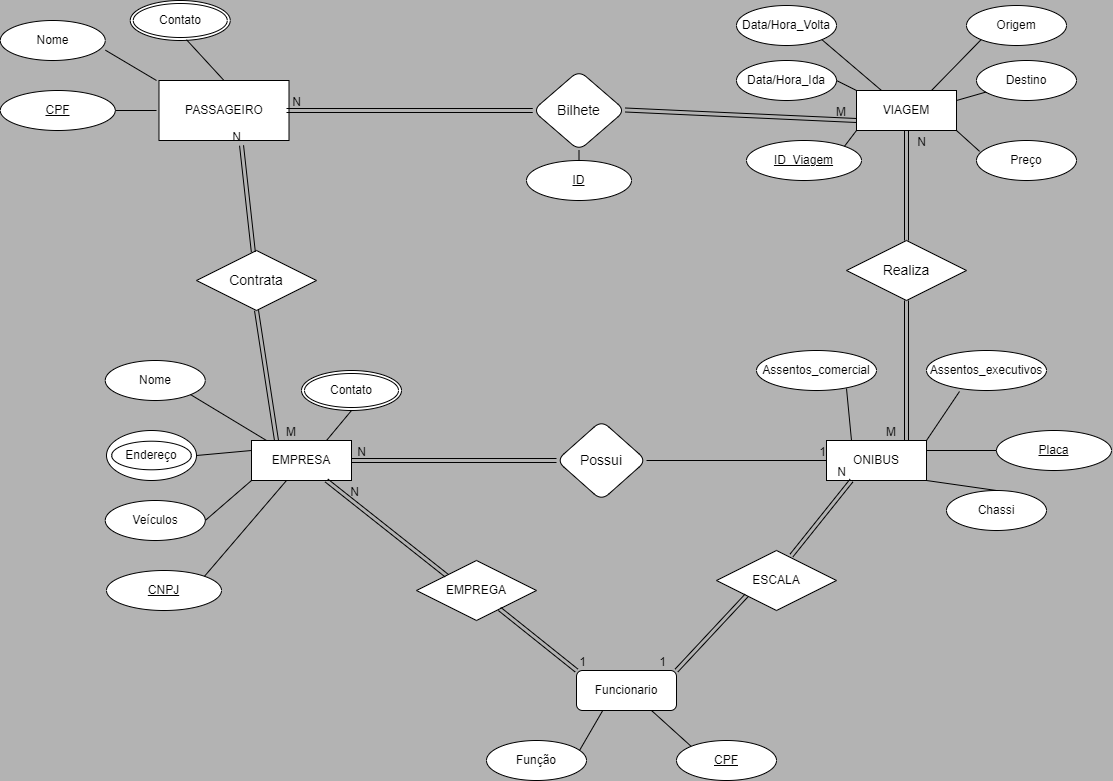 Contato
Nome
Data/Hora_Volta
Origem
Data/Hora_Ida
Destino
CPF
PASSAGEIRO
N
Bilhete
M
VIAGEM
N
N
ID_Viagem
Preço
ID
Contrata
Realiza
Nome
Contato
Assentos_comercial
Assentos_executivos
M
M
Endereço
EMPRESA
N
Possui
1
ONIBUS
N
Placa
N
Veículos
Chassi
CNPJ
EMPREGA
ESCALA
1
1
Funcionario
Função
CPF